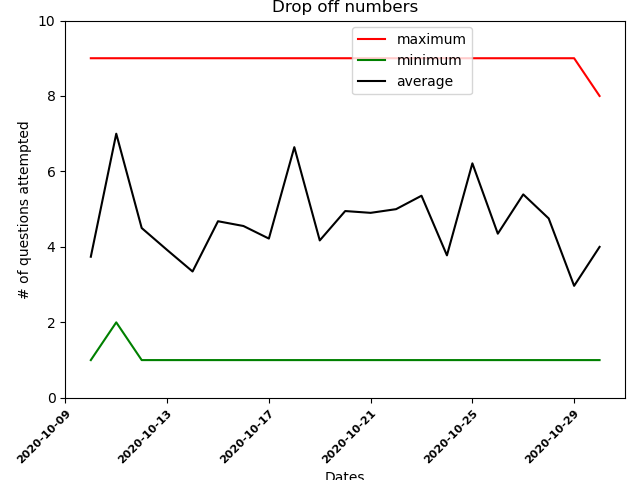 Drop off numbers
maximum
minimum
average
# of questions attempted
10
8
6
4
2
0
2020-10-09
2020-10-13
2020-10-17
2020-10-21
2020-10-25
2020-10-29
Dates